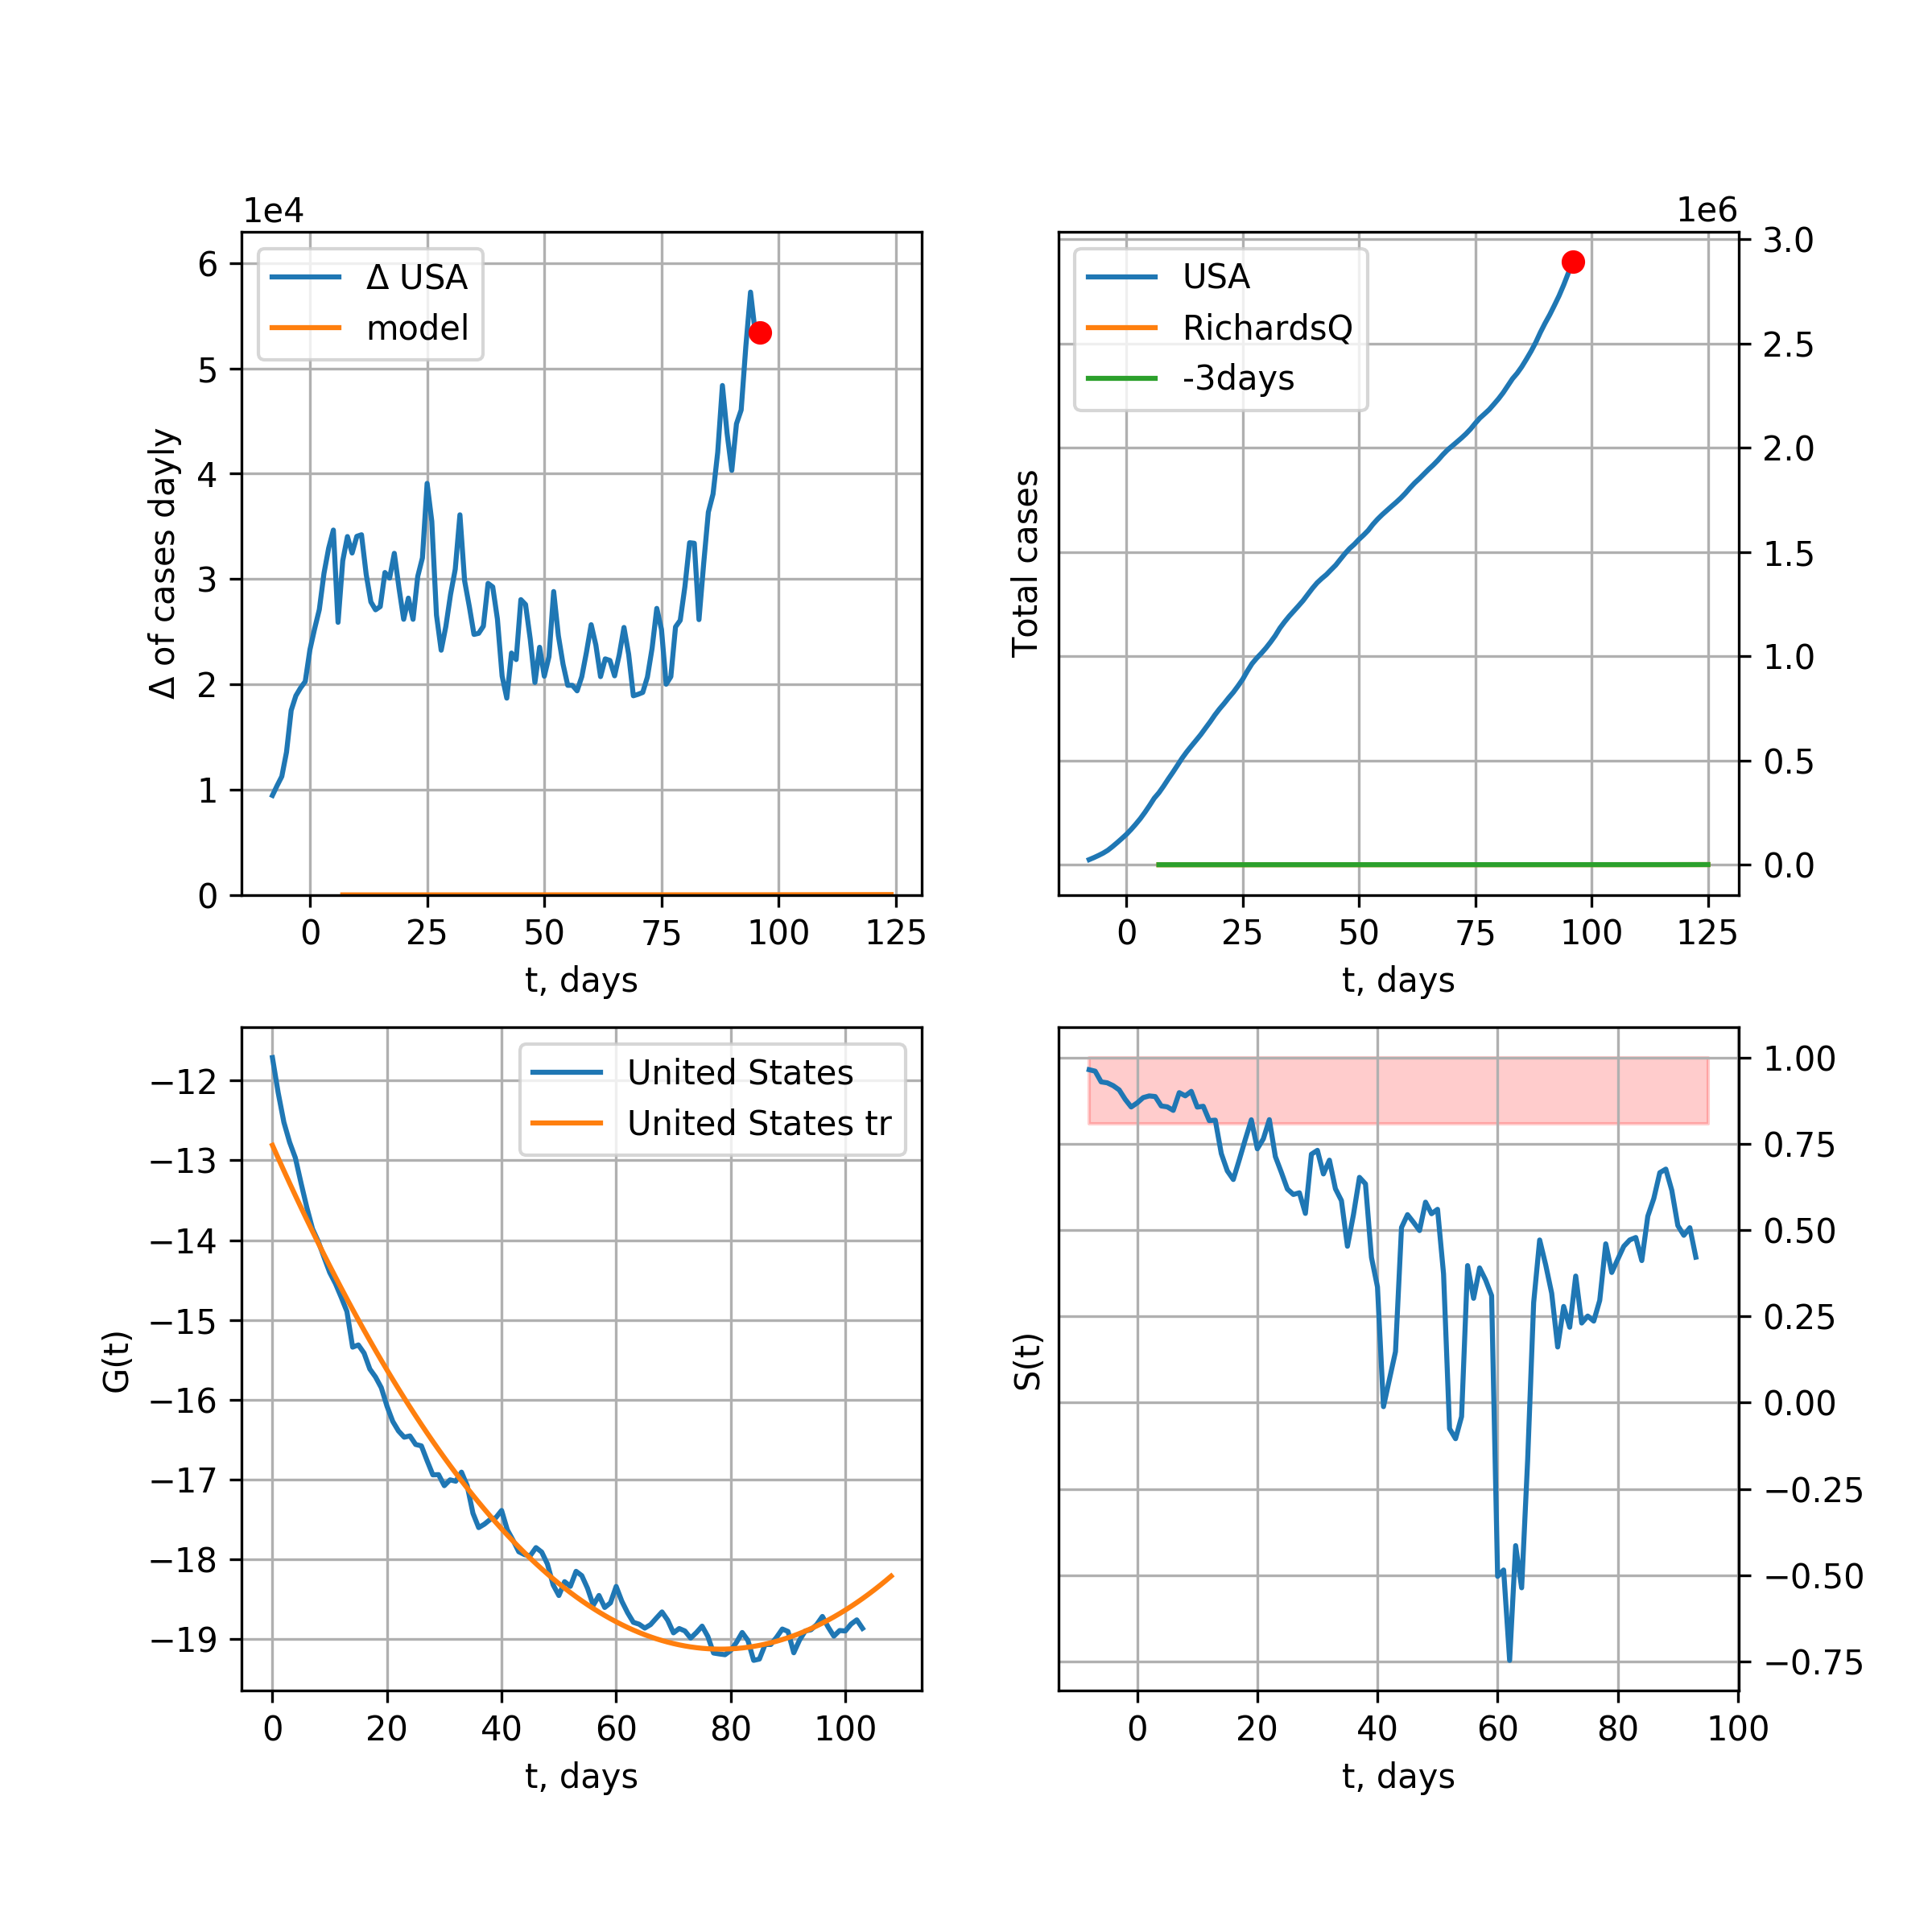 1e4
Δ USA
model
Δ of cases dayly
6
5
4
3
2
1
0
0 25 50 75 100 125
t, days
1e6
USA
RichardsQ
-3days
Total cases
3.0
2.5
2.0
1.5
1.0
0.5
0.0
0 25 50 75 100 125
t, days
United States
United States tr
G(t)
−12
−13
−14
−15
−16
−17
−18
−19
0 20 40 60 80 100
t, days
S(t)
1.00
0.75
0.50
0.25
0.00
−0.25
−0.50
−0.75
0 20 40 60 80 100
t, days